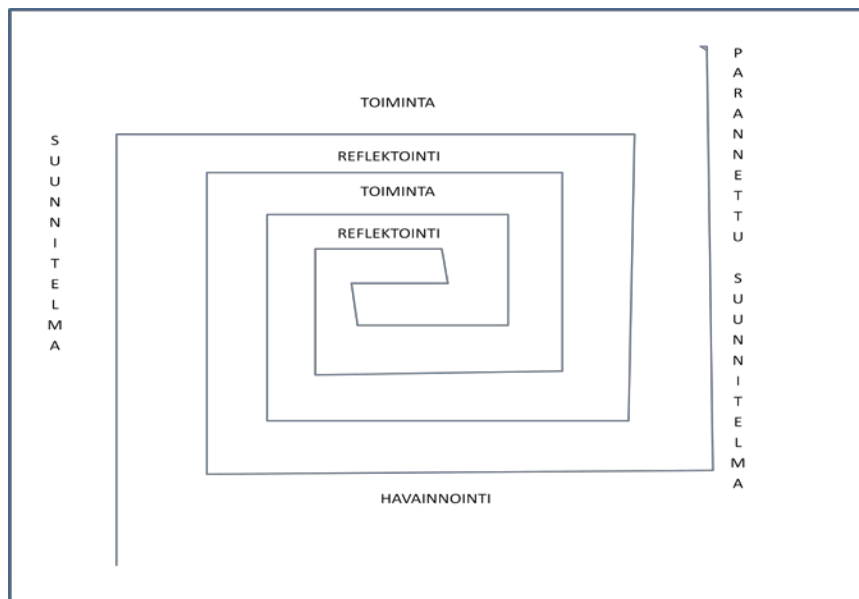 SUUNNITELMA
TOIMINTA
REFLEKTOINTI
TOIMINTA
REFLEKTOINTI
HAVAINNOINTI
PARANNETTU SUUNNITELMA